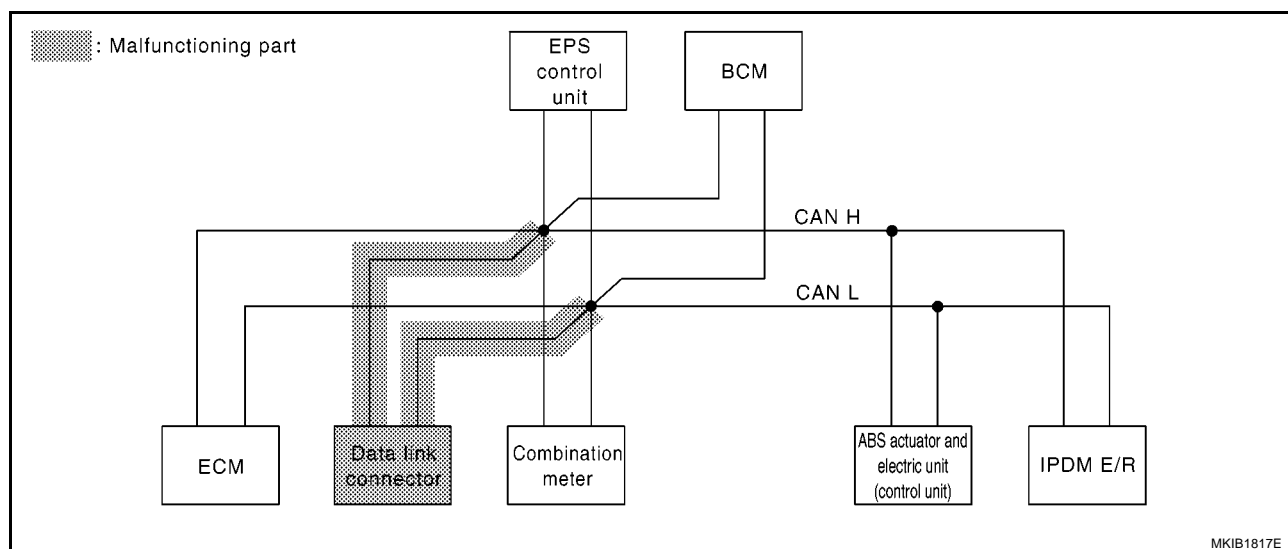 : Malfunctioning part
EPS
control
unit
BCM
CAN H
CAN L
ECM
Data link
connector
Combination
meter
ABS actuator and
electric unit
(control unit)
IPDM E/R
MKIB1817E